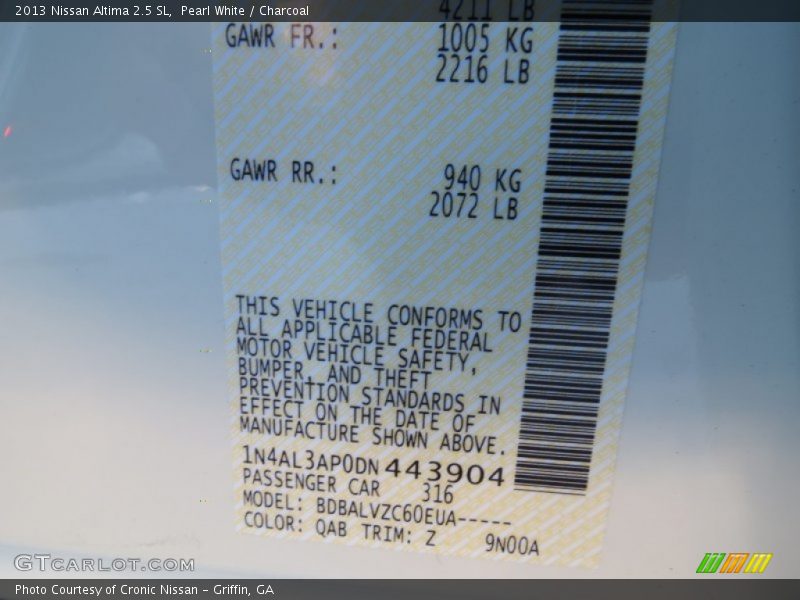 2013 Nissan Altima 2.5 SL, Pearl White / Charcoal
4211 LB
GAWR FR.: 1005 KG
2216 LB
GAWR RR.: 940 KG
2072 LB
THIS VEHICLE CONFORMS TO
ALL APPLICABLE FEDERAL
MOTOR VEHICLE SAFETY,
BUMPER, AND THEFT
PREVENTION STANDARDS IN
EFFECT ON THE DATE OF
MANUFACTURE SHOWN ABOVE.
1N4AL3AP0DN443904
PASSENGER CAR 316
MODEL: BDBALVZC60EUA-----
COLOR: QAB TRIM: Z 9N00A
GTCARLOT.COM
Photo Courtesy of Cronic Nissan – Griffin, GA